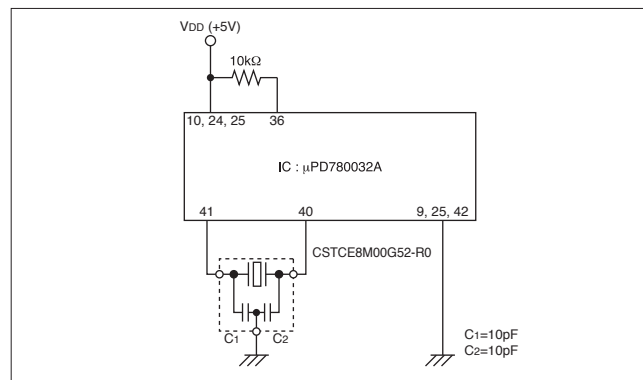 VDD (+5V)
10kΩ
10, 24, 25 36
IC : μPD780032A
41 40 9, 25, 42
CSTCE8M00G52-R0
C1 C2
C1=10pF
C2=10pF